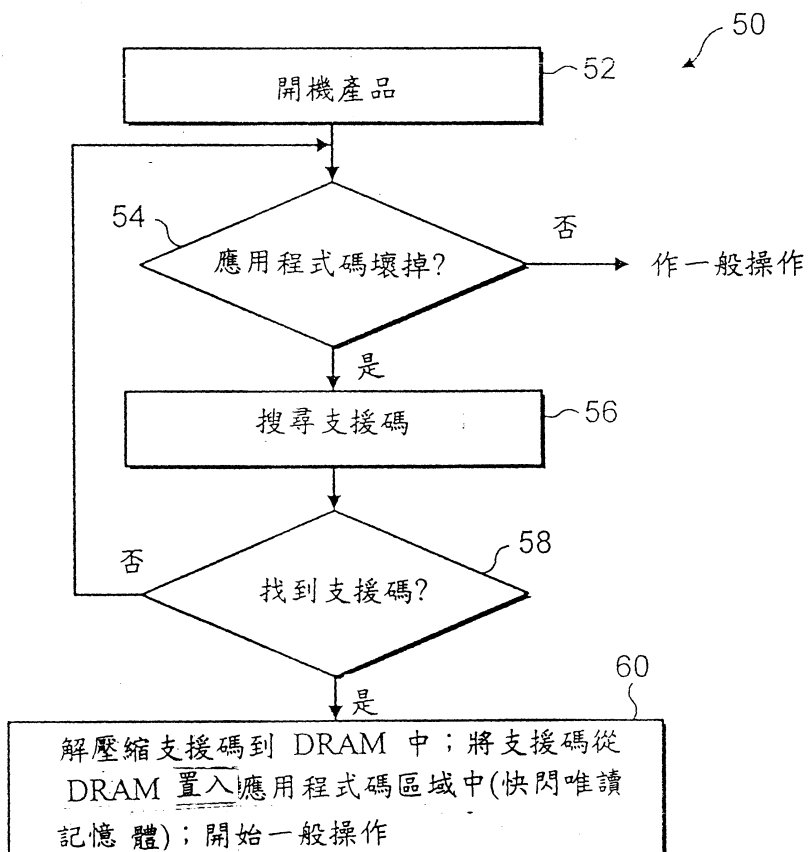 50
開機產品
52
54
應用程式碼壞掉?
否
作一般操作
是
搜尋支援碼
56
58
否
找到支援碼?
是
60
解壓縮支援碼到 DRAM 中；將支援碼從
DRAM 置入應用程式碼區域中(快閃唯讀
記憶 體)；開始一般操作